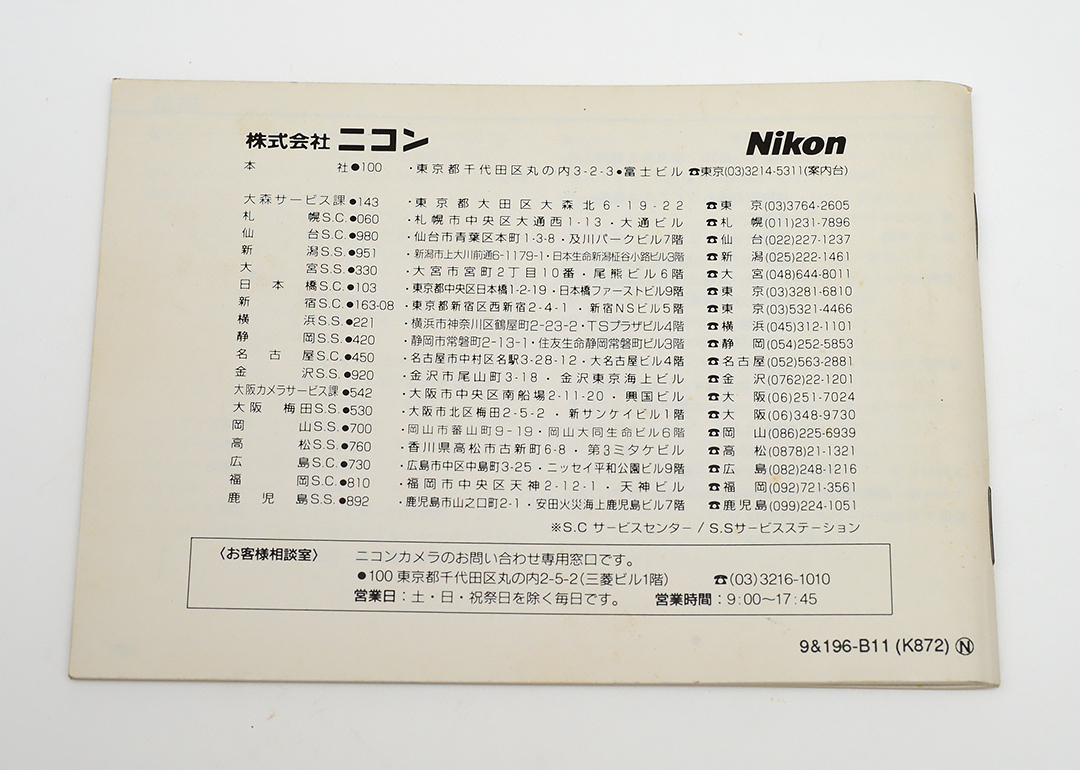 株式会社 ニコン Nikon
本 社●100 ・東京都千代田区丸の内3-2-3●富士ビル ☎東京(03)3214-5311(案内台)
大森サービス課●143 ・東京都大田区大森北6-19-22 ☎東 京(03)3764-2605
札 幌S.C.●060 ・札幌市中央区大通西1-13・大通ビル ☎札 幌(011)231-7896
仙 台S.C.●980 ・仙台市青葉区本町1-3-8・及川パークビル7階 ☎仙 台(022)227-1237
新 潟S.S.●951 ・新潟市上大川前通6-1179-1・日本生命新潟柾谷小路ビル3階 ☎新 潟(025)222-1461
大 宮S.S.●330 ・大宮市宮町2丁目10番・尾熊ビル6階 ☎大 宮(048)644-8011
日本橋S.C.●103 ・東京都中央区日本橋1-2-19・日本橋ファーストビル9階 ☎東 京(03)3281-6810
新 宿S.C.●163-08 ・東京都新宿区西新宿2-4-1・新宿NSビル5階 ☎東 京(03)5321-4466
横 浜S.S.●221 ・横浜市神奈川区鶴屋町2-23-2・TSプラザビル4階 ☎横 浜(045)312-1101
静 岡S.S.●420 ・静岡市常磐町2-13-1・住友生命静岡常磐町ビル3階 ☎静 岡(054)252-5853
名古屋S.C.●450 ・名古屋市中村区名駅3-28-12・大名古屋ビル4階 ☎名古屋(052)563-2881
金 沢S.S.●920 ・金沢市尾山町3-18・金沢東京海上ビル ☎金 沢(0762)22-1201
大阪カメラサービス課●542 ・大阪市中央区南船場2-11-20・興国ビル ☎大 阪(06)251-7024
大阪 梅田S.S.●530 ・大阪市北区梅田2-5-2・新サンケイビル1階 ☎大 阪(06)348-9730
岡 山S.S.●700 ・岡山市蕃山町9-19・岡山大同生命ビル6階 ☎岡 山(086)225-6939
高 松S.S.●760 ・香川県高松市古新町6-8・第3ミタケビル ☎高 松(0878)21-1321
広 島S.C.●730 ・広島市中区中島町3-25・ニッセイ平和公園ビル9階 ☎広 島(082)248-1216
福 岡S.C.●810 ・福岡市中央区天神2-12-1・天神ビル ☎福 岡(092)721-3561
鹿児島S.S.●892 ・鹿児島市山之口町2-1・安田火災海上鹿児島ビル7階 ☎鹿児島(099)224-1051
※S.C サービスセンター / S.Sサービスステーション
〈お客様相談室〉 ニコンカメラのお問い合わせ専用窓口です。
●100 東京都千代田区丸の内2-5-2(三菱ビル1階) ☎(03)3216-1010
営業日：土・日・祝祭日を除く毎日です。 営業時間：9:00〜17:45
9&196-B11 (K872) Ⓝ